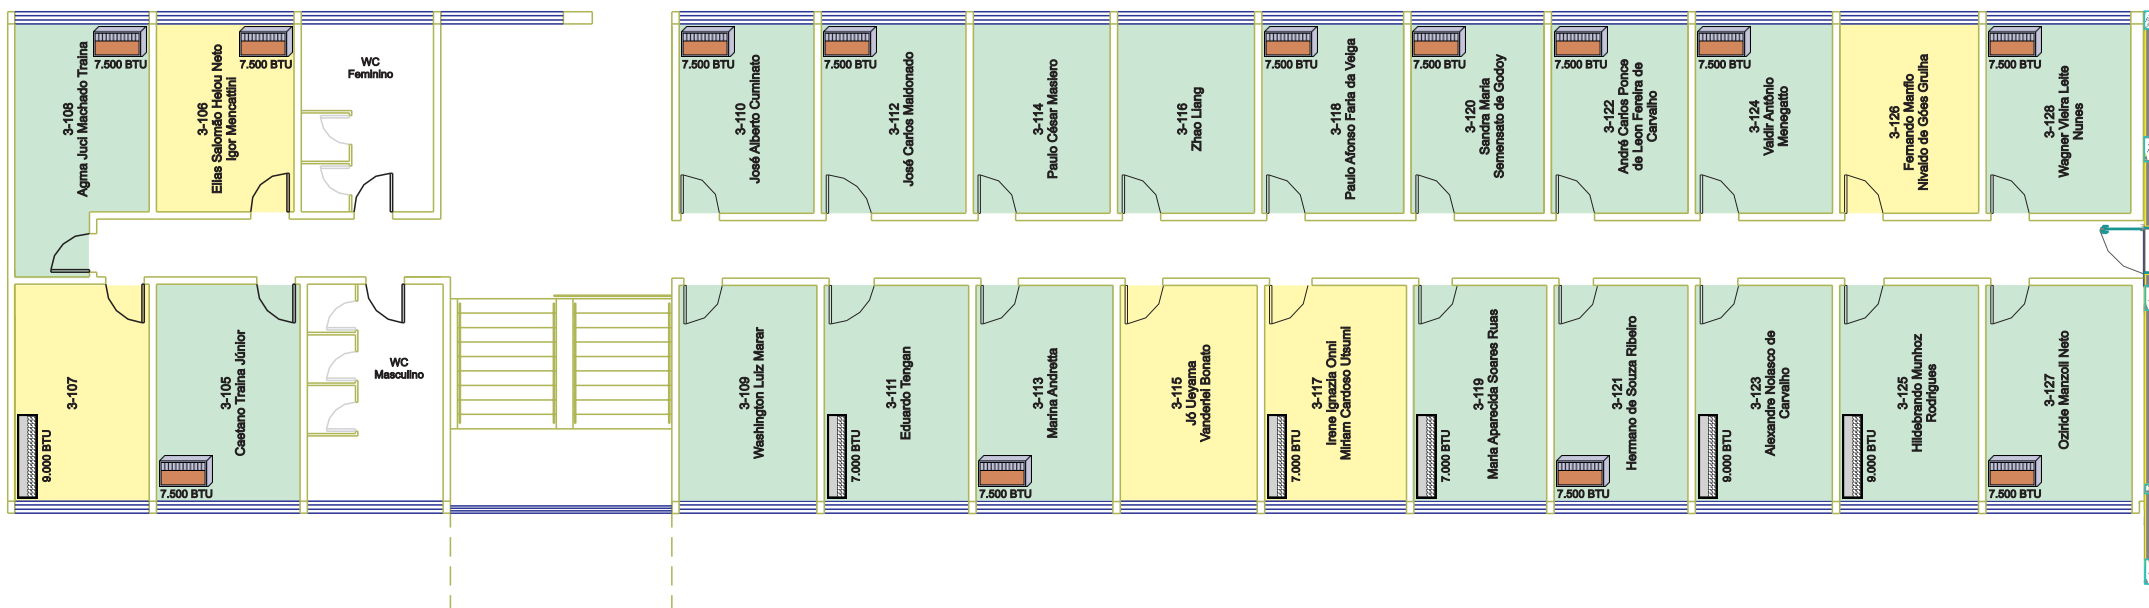 3-108
Agma Juci Machado Traina
7.500 BTU
3-106
Elias Salomão Helou Neto
Igor Mencattini
7.500 BTU
WC
Feminino
7.500 BTU
3-110
José Alberto Cuminato
7.500 BTU
3-112
José Carlos Maldonado
3-114
Paulo César Masiero
3-116
Zhao Liang
7.500 BTU
3-118
Paulo Afonso Faria da Veiga
7.500 BTU
3-120
Sandra Maria
Semensato de Godoy
7.500 BTU
3-122
André Carlos Ponce
de Leon Ferreira de
Carvalho
7.500 BTU
3-124
Valdir Antônio
Menegatto
3-126
Fernando Manfio
Nivaldo de Góes Grulha
7.500 BTU
3-128
Wagner Vieira Leite
Nunes
3-107
9.000 BTU
3-105
Caetano Traina Júnior
7.500 BTU
WC
Masculino
3-109
Washington Luiz Marar
3-111
Eduardo Tengan
7.000 BTU
3-113
Marina Andretta
7.500 BTU
3-115
Jó Ueyama
Vanderlei Bonato
3-117
Irene Ignazia Onni
Miriam Cardoso Utsumi
7.000 BTU
3-119
Maria Aparecida Soares Ruas
7.000 BTU
3-121
Hermano de Souza Ribeiro
7.500 BTU
3-123
Alexandre Nolasco de
Carvalho
9.000 BTU
3-125
Hildebrando Munhoz
Rodrigues
9.000 BTU
3-127
Oziride Manzoli Neto
7.500 BTU